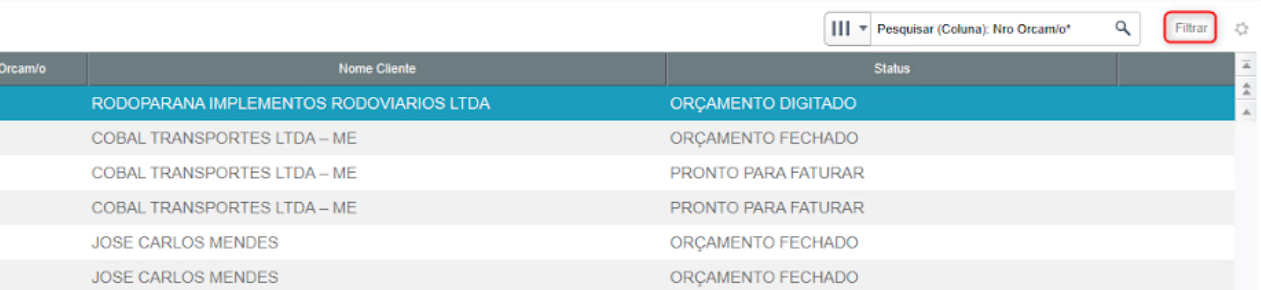 Pesquisar (Coluna): Nro Orcam/o* Filtrar
Orcam/o Nome Cliente Status
RODOPARANA IMPLEMENTOS RODOVIARIOS LTDA ORÇAMENTO DIGITADO
COBAL TRANSPORTES LTDA – ME ORÇAMENTO FECHADO
COBAL TRANSPORTES LTDA – ME PRONTO PARA FATURAR
COBAL TRANSPORTES LTDA – ME PRONTO PARA FATURAR
JOSE CARLOS MENDES ORÇAMENTO FECHADO
JOSE CARLOS MENDES ORÇAMENTO FECHADO